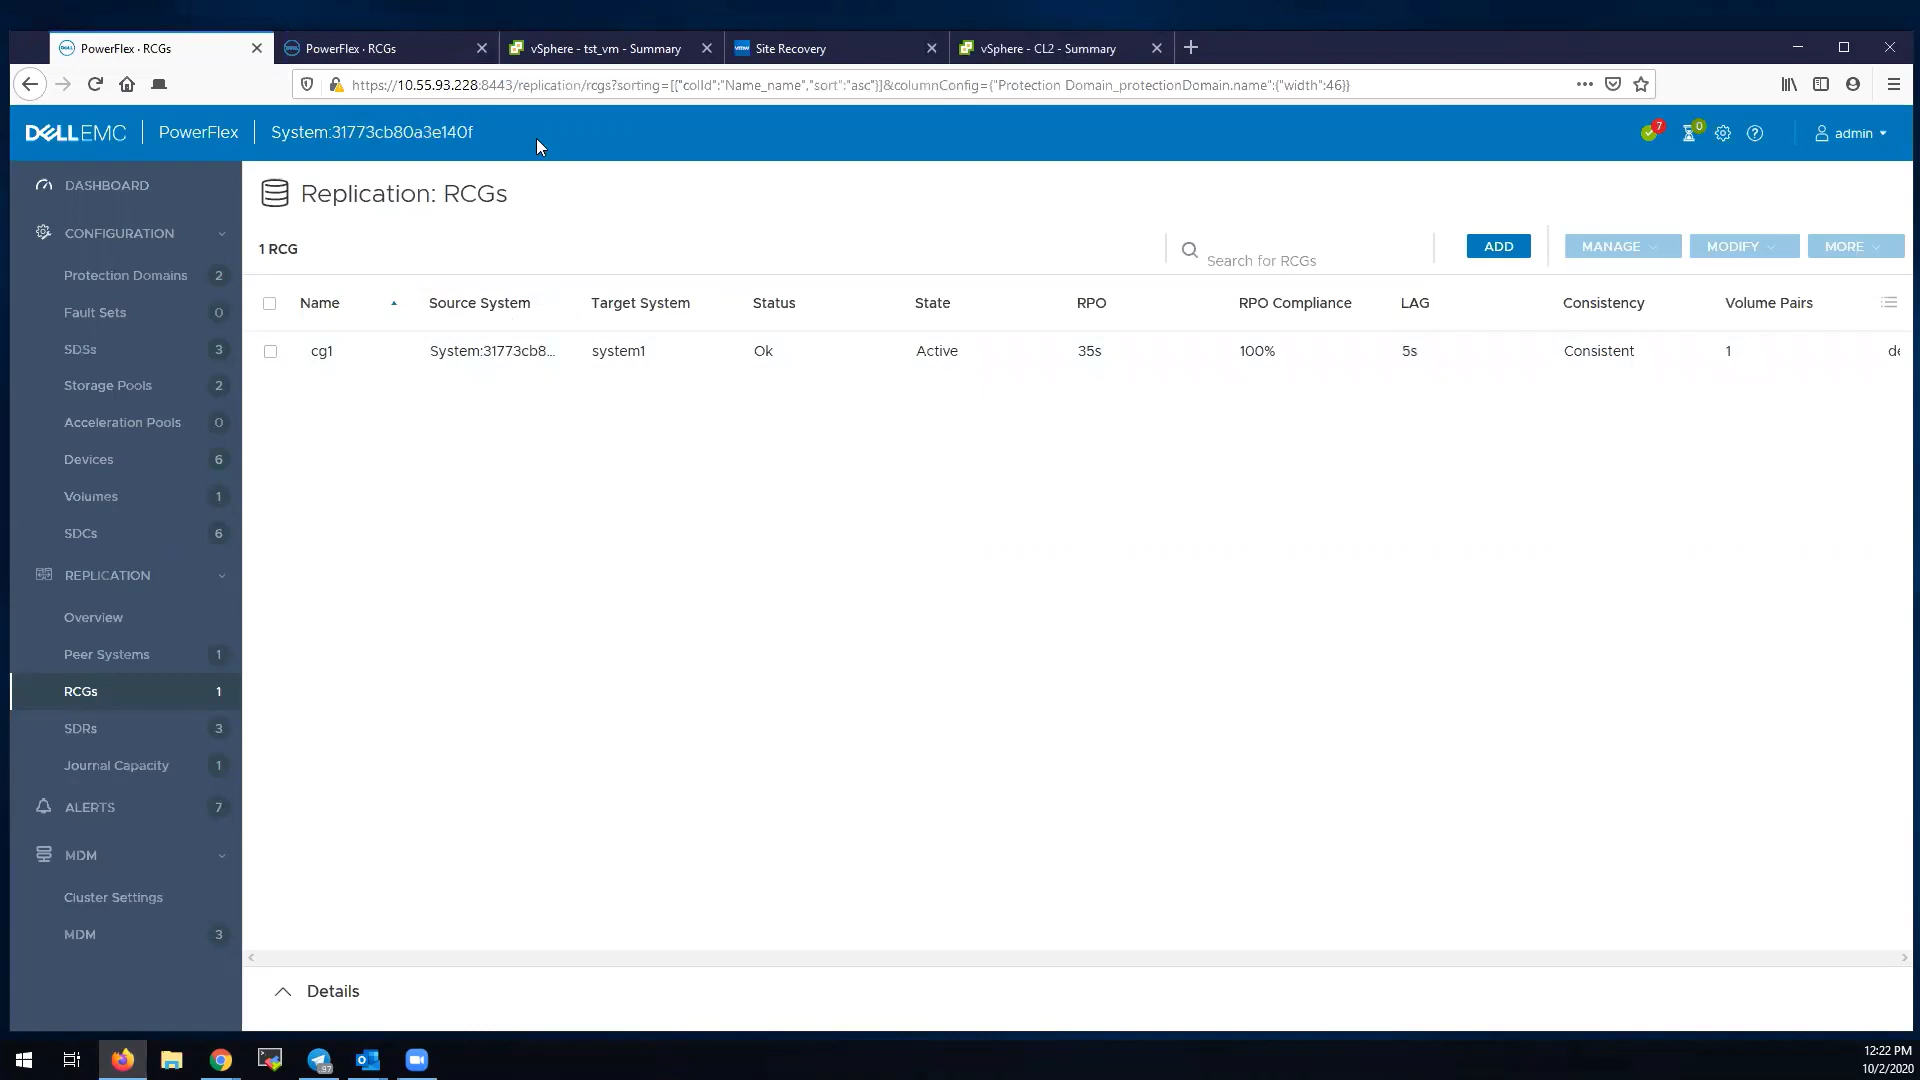 PowerFlex · RCGs
PowerFlex · RCGs
vSphere - tst_vm - Summary
vmw Site Recovery
vSphere - CL2 - Summary
https://10.55.93.228:8443/replication/rcgs?sorting=[{"colId":"Name_name","sort":"asc"}]&columnConfig={"Protection Domain_protectionDomain.name":{"width":46}}
DELLEMC PowerFlex System:31773cb80a3e140f
7
0
admin
DASHBOARD
CONFIGURATION
Protection Domains 2
Fault Sets 0
SDSs 3
Storage Pools 2
Acceleration Pools 0
Devices 6
Volumes 1
SDCs 6
REPLICATION
Overview
Peer Systems 1
RCGs 1
SDRs 3
Journal Capacity 1
ALERTS 7
MDM
Cluster Settings
MDM 3
Replication: RCGs
1 RCG
Search for RCGs
ADD
MANAGE
MODIFY
MORE
Name Source System Target System Status State RPO RPO Compliance LAG Consistency Volume Pairs
cg1 System:31773cb8... system1 Ok Active 35s 100% 5s Consistent 1 de
Details
97
12:22 PM
10/2/2020